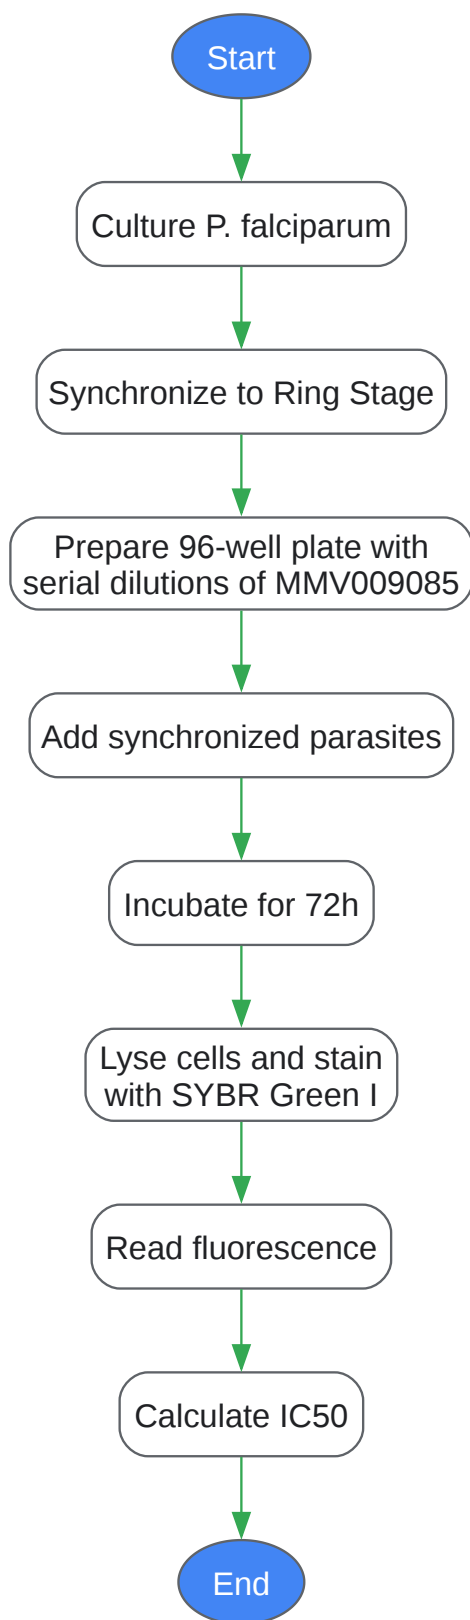 Start
Culture P. falciparum
Synchronize to Ring Stage
Prepare 96-well plate with
serial dilutions of MMV009085
Add synchronized parasites
Incubate for 72h
Lyse cells and stain
with SYBR Green I
Read fluorescence
Calculate IC50
End